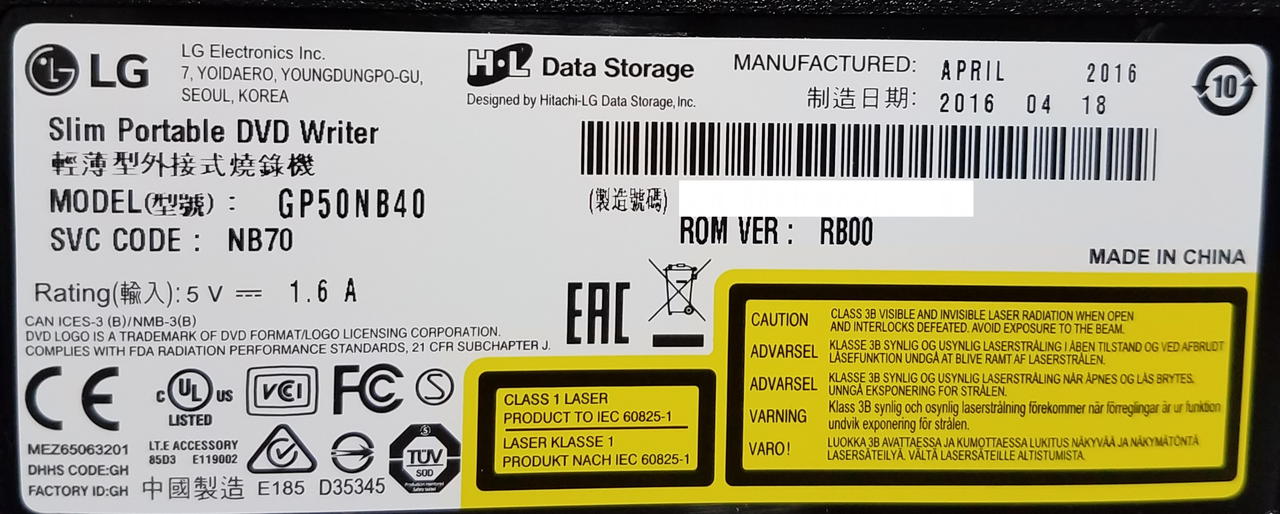 LG
LG Electronics Inc.
7, YOIDAERO, YOUNGDUNGPO-GU,
SEOUL, KOREA
H·L Data Storage
Designed by Hitachi-LG Data Storage, Inc.
MANUFACTURED: APRIL 2016
制造日期: 2016 04 18
10
Slim Portable DVD Writer
輕薄型外接式燒錄機
MODEL(型號) : GP50NB40
SVC CODE : NB70
(製造號碼)
ROM VER : RB00
MADE IN CHINA
Rating(輸入): 5 V 1.6 A
CAN ICES-3 (B)/NMB-3(B)
DVD LOGO IS A TRADEMARK OF DVD FORMAT/LOGO LICENSING CORPORATION.
COMPLIES WITH FDA RADIATION PERFORMANCE STANDARDS, 21 CFR SUBCHAPTER J.
EAC
CE
c UL US
LISTED
VCI
FC
S
MEZ65063201
DHHS CODE:GH
FACTORY ID:GH
I.T.E ACCESSORY
85D3 E119002
中國製造 E185 D35345
S
TÜV
SÜD
Production monitored
Safety tested
CLASS 1 LASER
PRODUCT TO IEC 60825-1
LASER KLASSE 1
PRODUKT NACH IEC 60825-1
CAUTION CLASS 3B VISIBLE AND INVISIBLE LASER RADIATION WHEN OPEN
AND INTERLOCKS DEFEATED. AVOID EXPOSURE TO THE BEAM.
ADVARSEL KLASSE 3B SYNLIG OG USYNLIG LASERSTRÅLING I ÅBEN TILSTAND OG VED AFBRUDT
LÅSEFUNKTION UNDGÅ AT BLIVE RAMT AF LASERSTRÅLEN.
ADVARSEL KLASSE 3B SYNLIG OG USYNLIG LASERSTRÅLING NÅR ÅPNES OG LÅS BRYTES.
UNNGÅ EKSPONERING FOR STRÅLEN.
VARNING Klass 3B synlig och osynlig laserstrålning förekommer när förreglingar är ur funktion
undvik exponering för strålen.
VARO! LUOKKA 3B AVATTAESSA JA KUMOTTAESSA LUKITUS NÄKYVÄÄ JA NÄKYMÄTÖNTÄ
LASERSÄTEILYÄ. VÄLTÄ LASERSÄTEILLE ALTISTUMISTA.